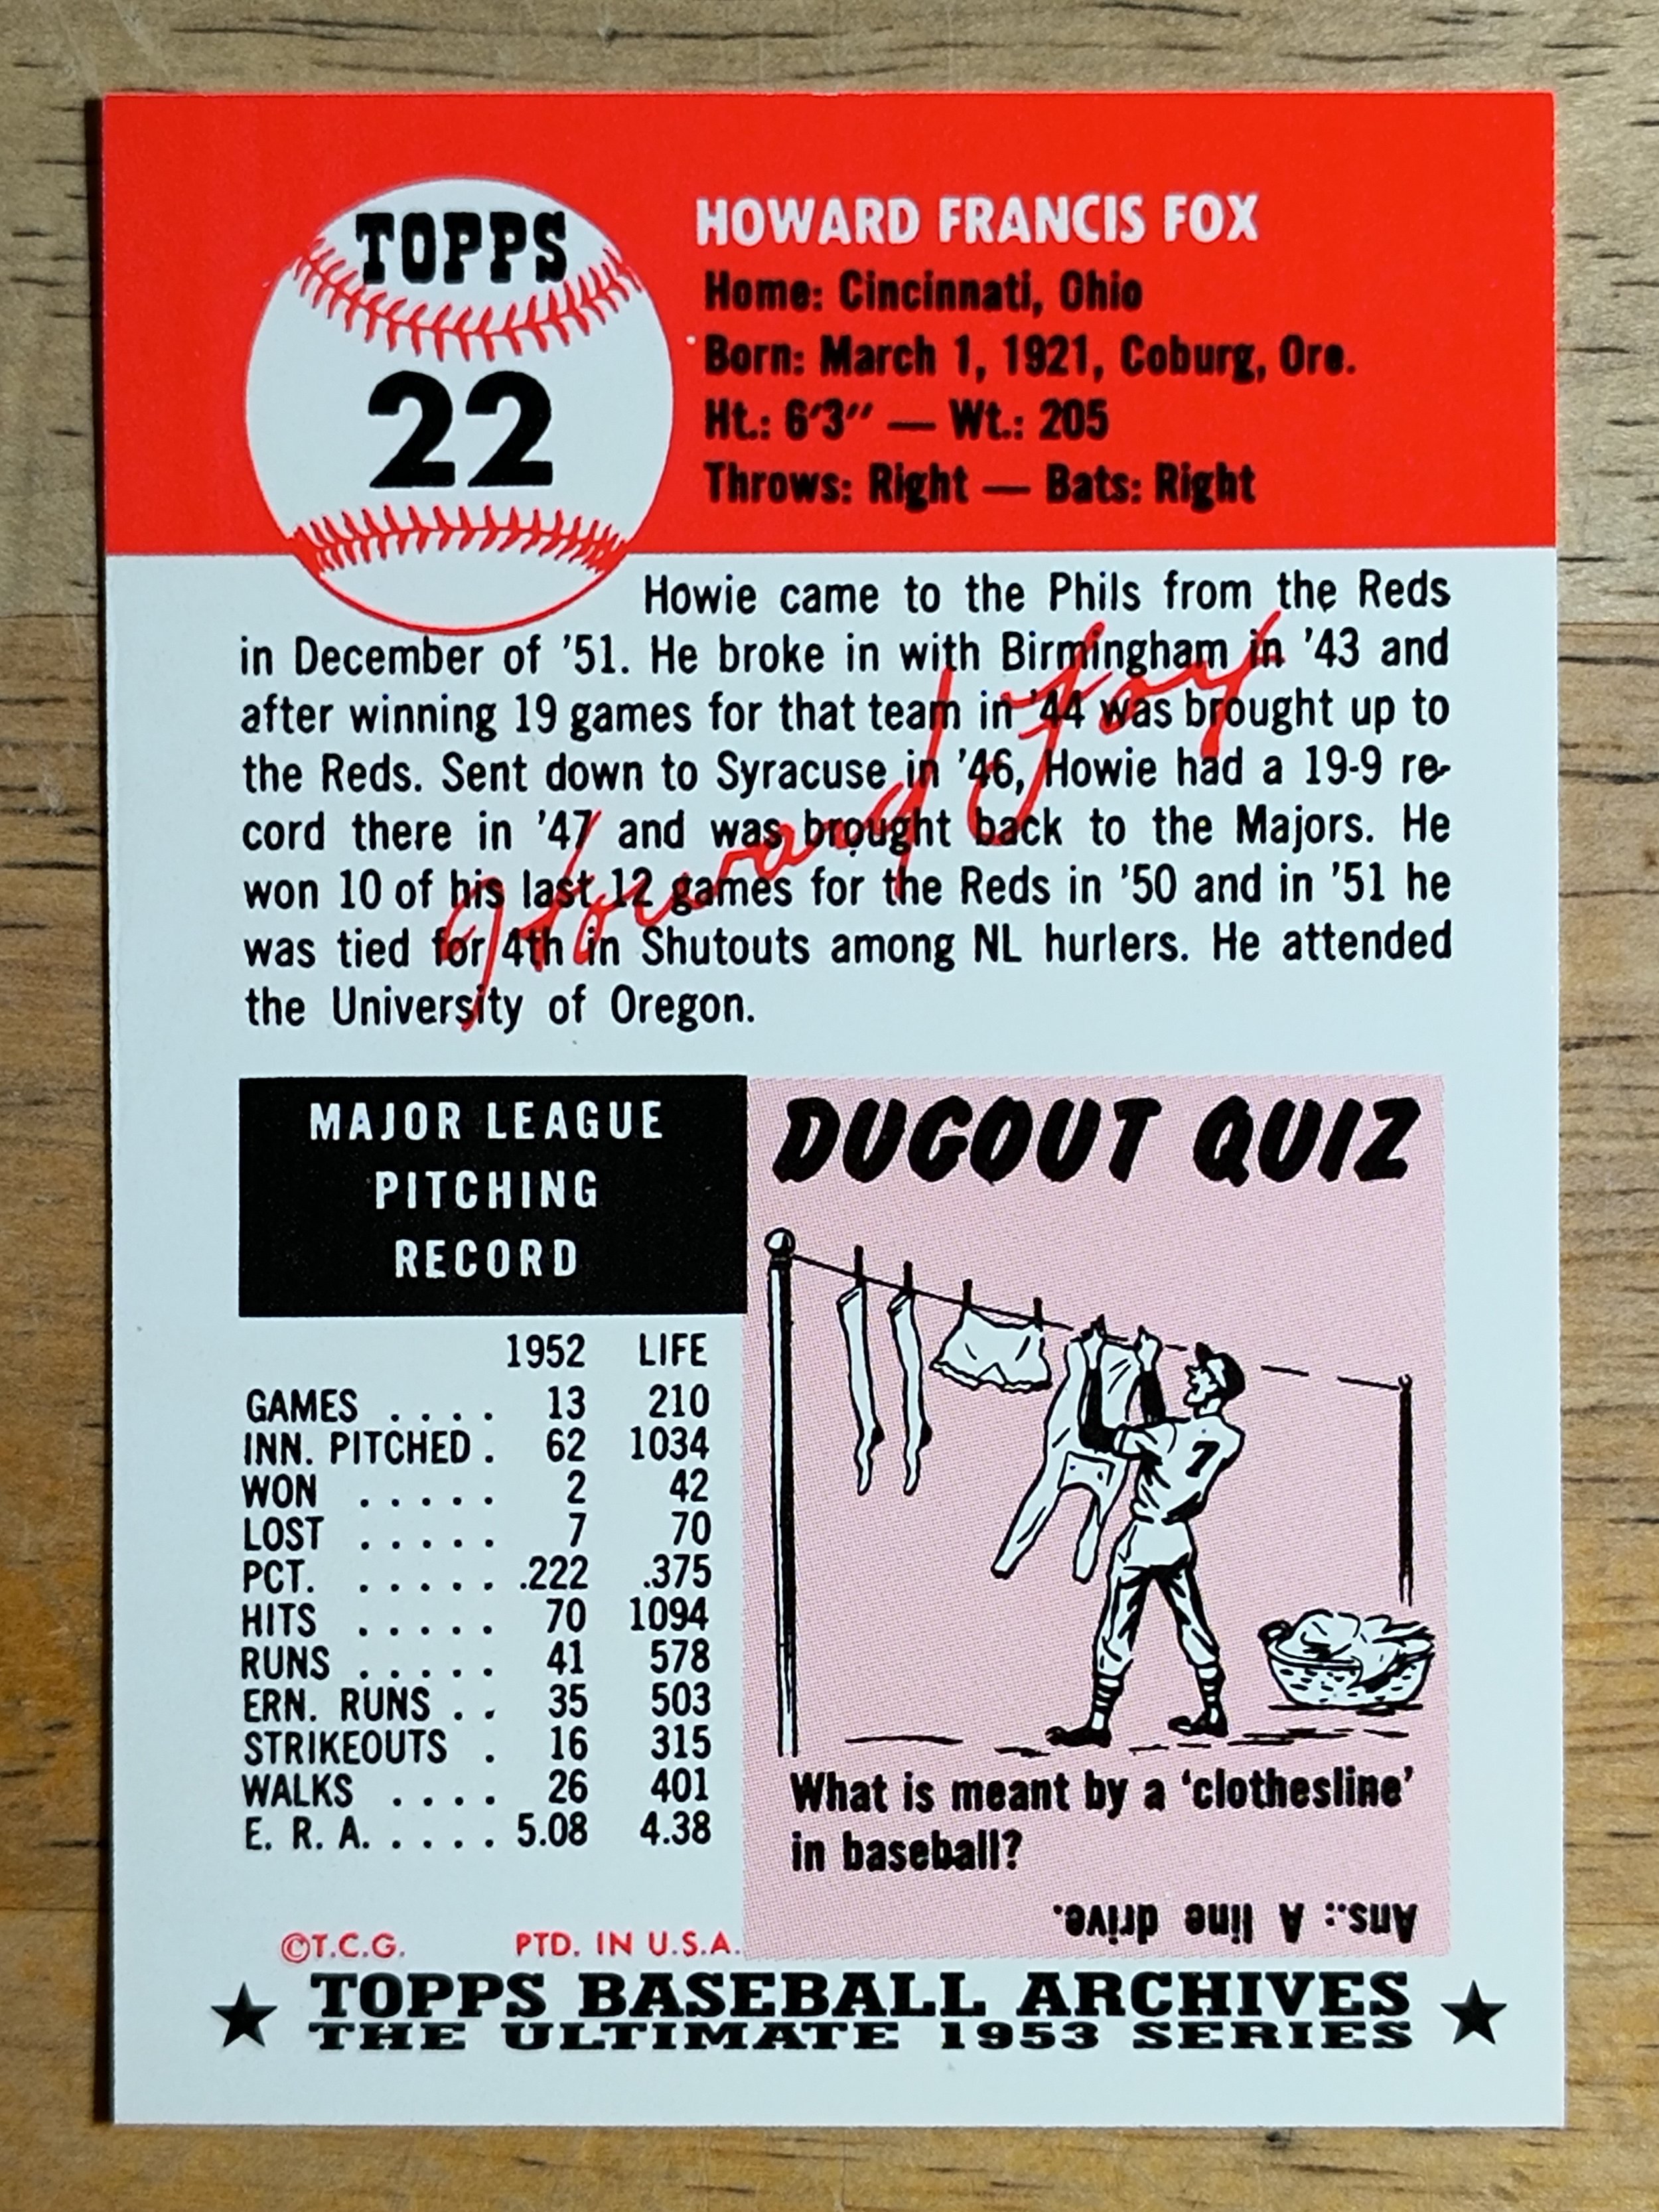 TOPPS
22
HOWARD FRANCIS FOX
Home: Cincinnati, Ohio
Born: March 1, 1921, Coburg, Ore.
Ht.: 6'3" — Wt.: 205
Throws: Right — Bats: Right
Howie came to the Phils from the Reds
in December of '51. He broke in with Birmingham in '43 and
after winning 19 games for that team in '44 was brought up to
the Reds. Sent down to Syracuse in '46, Howie had a 19-9 re-
cord there in '47 and was brought back to the Majors. He
won 10 of his last 12 games for the Reds in '50 and in '51 he
was tied for 4th in Shutouts among NL hurlers. He attended
the University of Oregon.
Howard Fox
MAJOR LEAGUE
PITCHING
RECORD
1952 LIFE
GAMES . . . . 13 210
INN. PITCHED . 62 1034
WON . . . . . 2 42
LOST . . . . . 7 70
PCT. . . . . . .222 .375
HITS . . . . . 70 1094
RUNS . . . . . 41 578
ERN. RUNS . . 35 503
STRIKEOUTS . 16 315
WALKS . . . . 26 401
E. R. A. . . . . 5.08 4.38
DUGOUT QUIZ
7
What is meant by a 'clothesline'
in baseball?
Ans.: A line drive.
©T.C.G. PTD. IN U.S.A.
★ TOPPS BASEBALL ARCHIVES ★
THE ULTIMATE 1953 SERIES